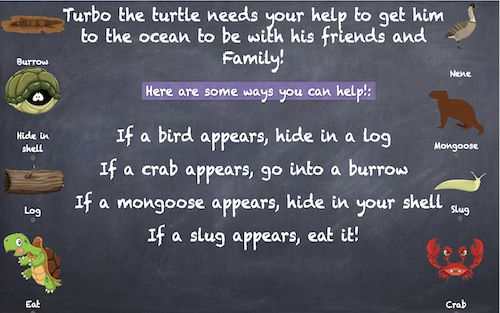 Turbo the turtle needs your help to get him
to the ocean to be with his friends and
Family!
Here are some ways you can help!:
If a bird appears, hide in a log
If a crab appears, go into a burrow
If a mongoose appears, hide in your shell
If a slug appears, eat it!
Burrow
Hide in
shell
Log
Eat
Nene
Mongoose
Slug
Crab